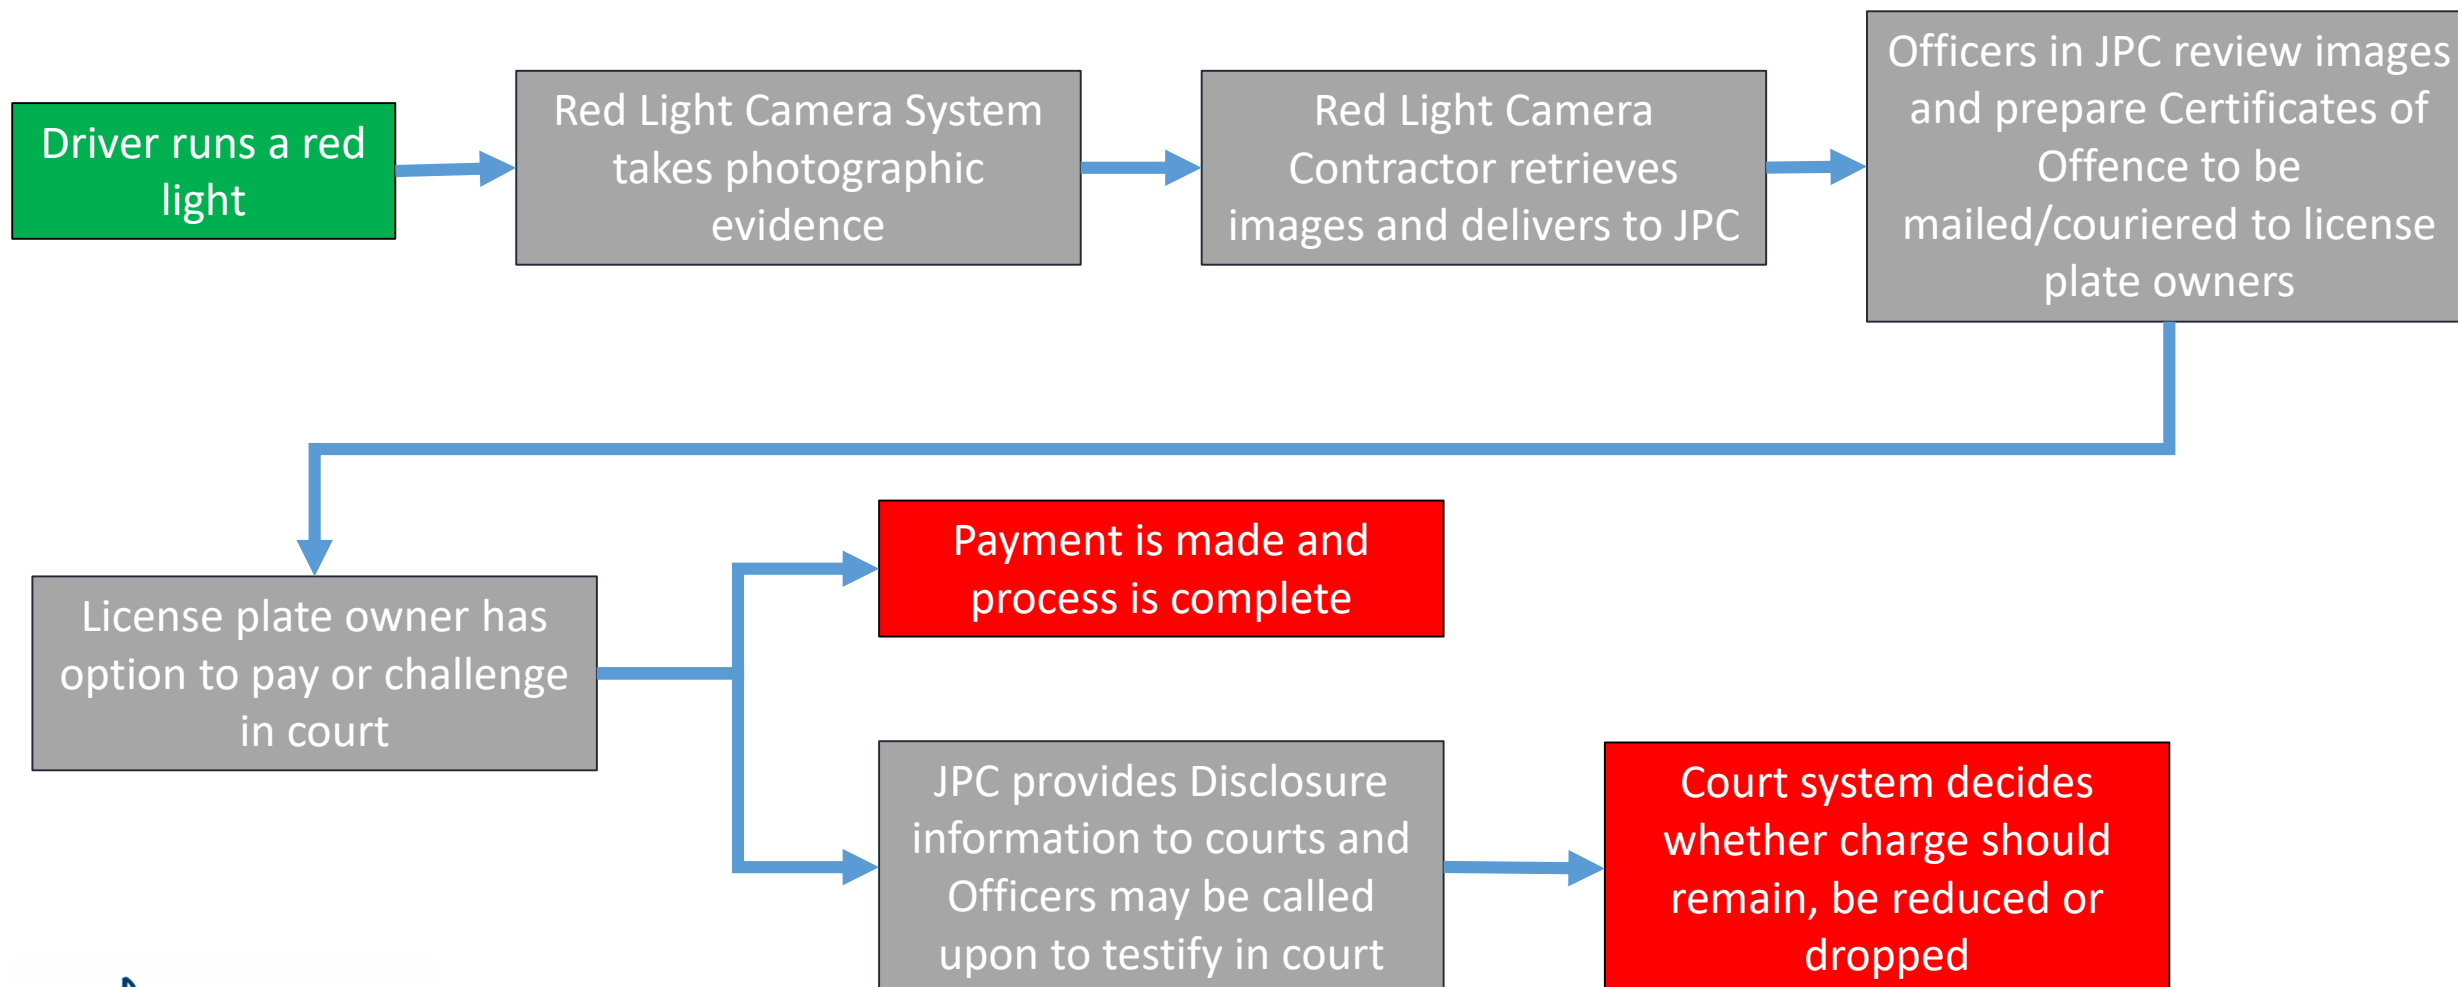 Driver runs a red
light
Red Light Camera System
takes photographic
evidence
Red Light Camera
Contractor retrieves
images and delivers to JPC
Officers in JPC review images
and prepare Certificates of
Offence to be
mailed/couriered to license
plate owners
License plate owner has
option to pay or challenge
in court
Payment is made and
process is complete
JPC provides Disclosure
information to courts and
Officers may be called
upon to testify in court
Court system decides
whether charge should
remain, be reduced or
dropped